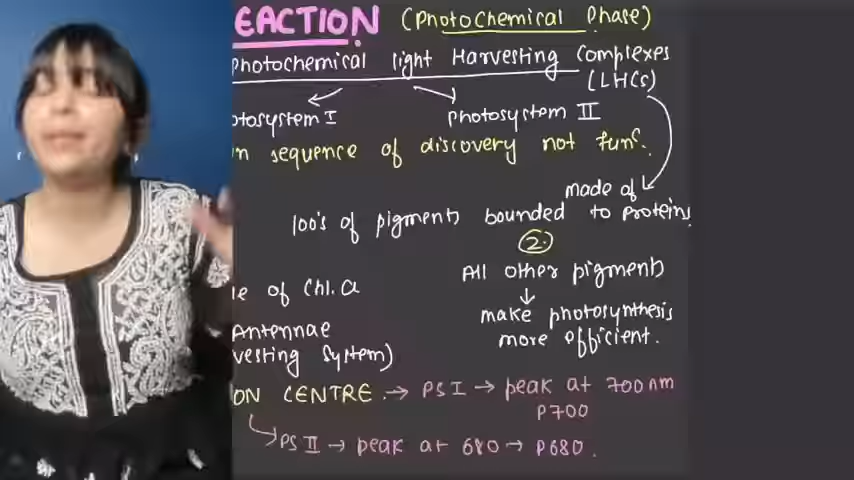 EACTION (Photochemical Phase)
photochemical light Harvesting Complexes
(LHCs)
otosystem I photosystem II
n sequence of discovery not func.
made of
100's of pigments bounded to proteins
2.
All other pigments
le of Chl. a
make photosynthesis
more efficient.
Antennae
vesting system)
ON CENTRE → PS I → peak at 700 nm
P700
PS II → peak at 680 → P680.